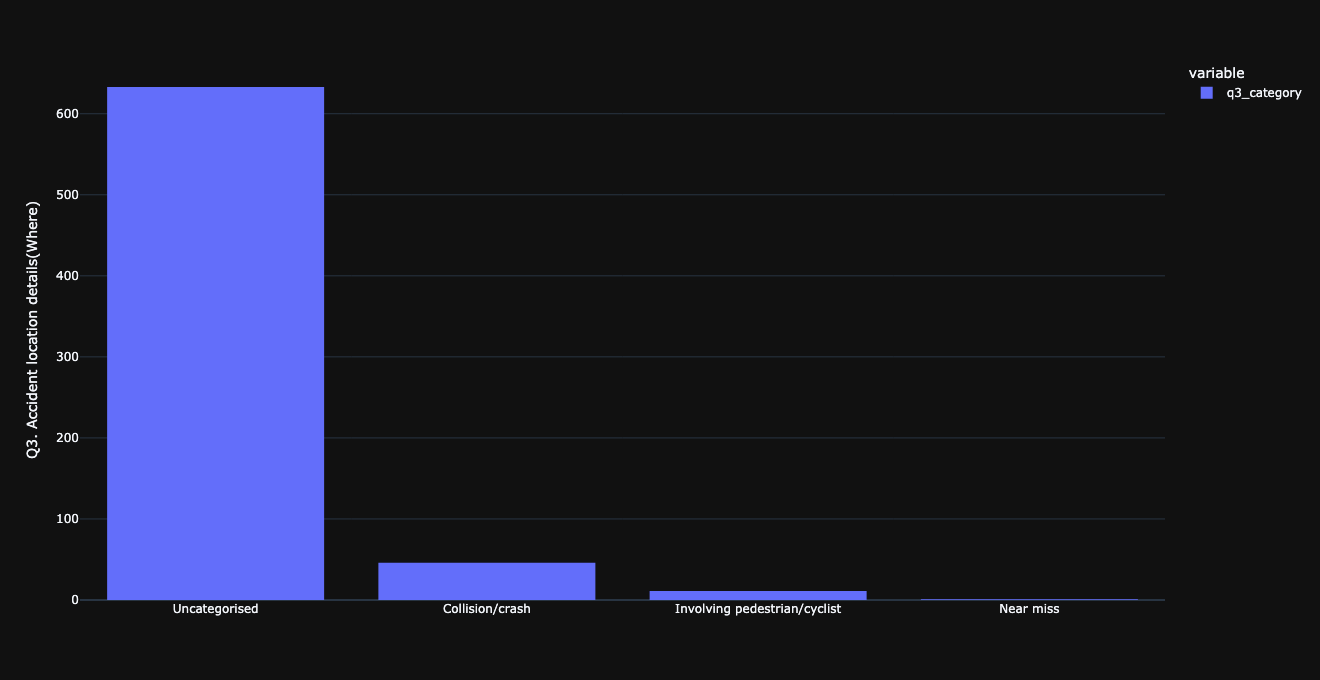 variable
q3_category
Q3. Accident location details(Where)
600
500
400
300
200
100
0
Uncategorised
Collision/crash
Involving pedestrian/cyclist
Near miss